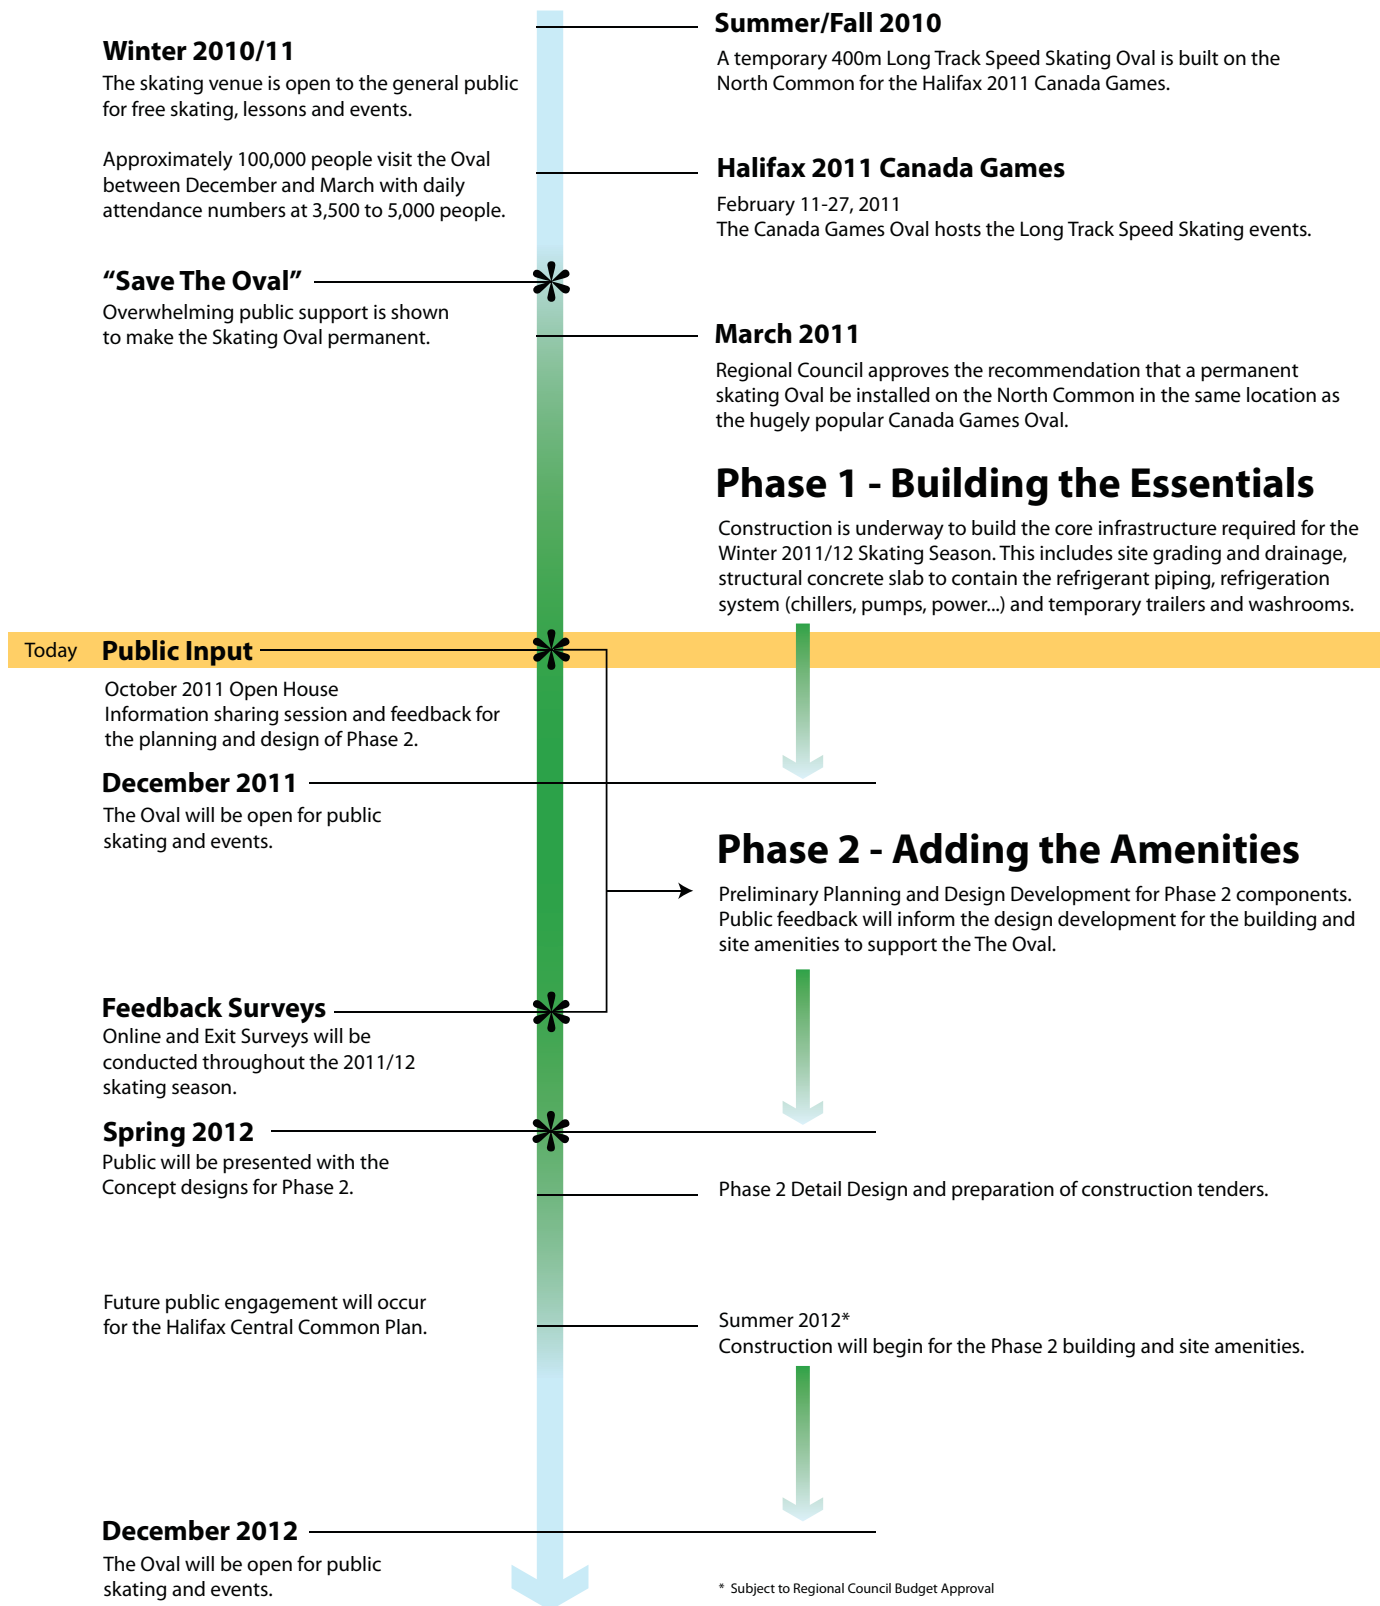 Summer/Fall 2010
A temporary 400m Long Track Speed Skating Oval is built on the
North Common for the Halifax 2011 Canada Games.
Winter 2010/11
The skating venue is open to the general public
for free skating, lessons and events.
Approximately 100,000 people visit the Oval
between December and March with daily
attendance numbers at 3,500 to 5,000 people.
Halifax 2011 Canada Games
February 11-27, 2011
The Canada Games Oval hosts the Long Track Speed Skating events.
“Save The Oval” *
Overwhelming public support is shown
to make the Skating Oval permanent.
March 2011
Regional Council approves the recommendation that a permanent
skating Oval be installed on the North Common in the same location as
the hugely popular Canada Games Oval.
Phase 1 - Building the Essentials
Construction is underway to build the core infrastructure required for the
Winter 2011/12 Skating Season. This includes site grading and drainage,
structural concrete slab to contain the refrigerant piping, refrigeration
system (chillers, pumps, power...) and temporary trailers and washrooms.
Today Public Input *
October 2011 Open House
Information sharing session and feedback for
the planning and design of Phase 2.
December 2011
The Oval will be open for public
skating and events.
Phase 2 - Adding the Amenities
Preliminary Planning and Design Development for Phase 2 components.
Public feedback will inform the design development for the building and
site amenities to support the The Oval.
Feedback Surveys *
Online and Exit Surveys will be
conducted throughout the 2011/12
skating season.
Spring 2012 *
Public will be presented with the
Concept designs for Phase 2.
Phase 2 Detail Design and preparation of construction tenders.
Future public engagement will occur
for the Halifax Central Common Plan.
Summer 2012*
Construction will begin for the Phase 2 building and site amenities.
December 2012
The Oval will be open for public
skating and events.
* Subject to Regional Council Budget Approval